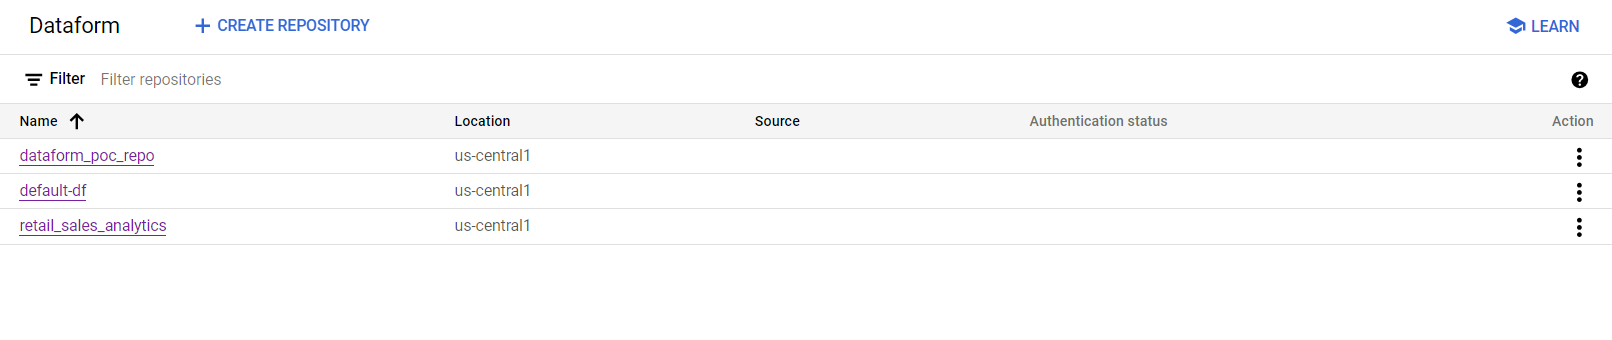 Dataform CREATE REPOSITORY LEARN
Filter Filter repositories
Name Location Source Authentication status Action
dataform_poc_repo us-central1
default-df us-central1
retail_sales_analytics us-central1